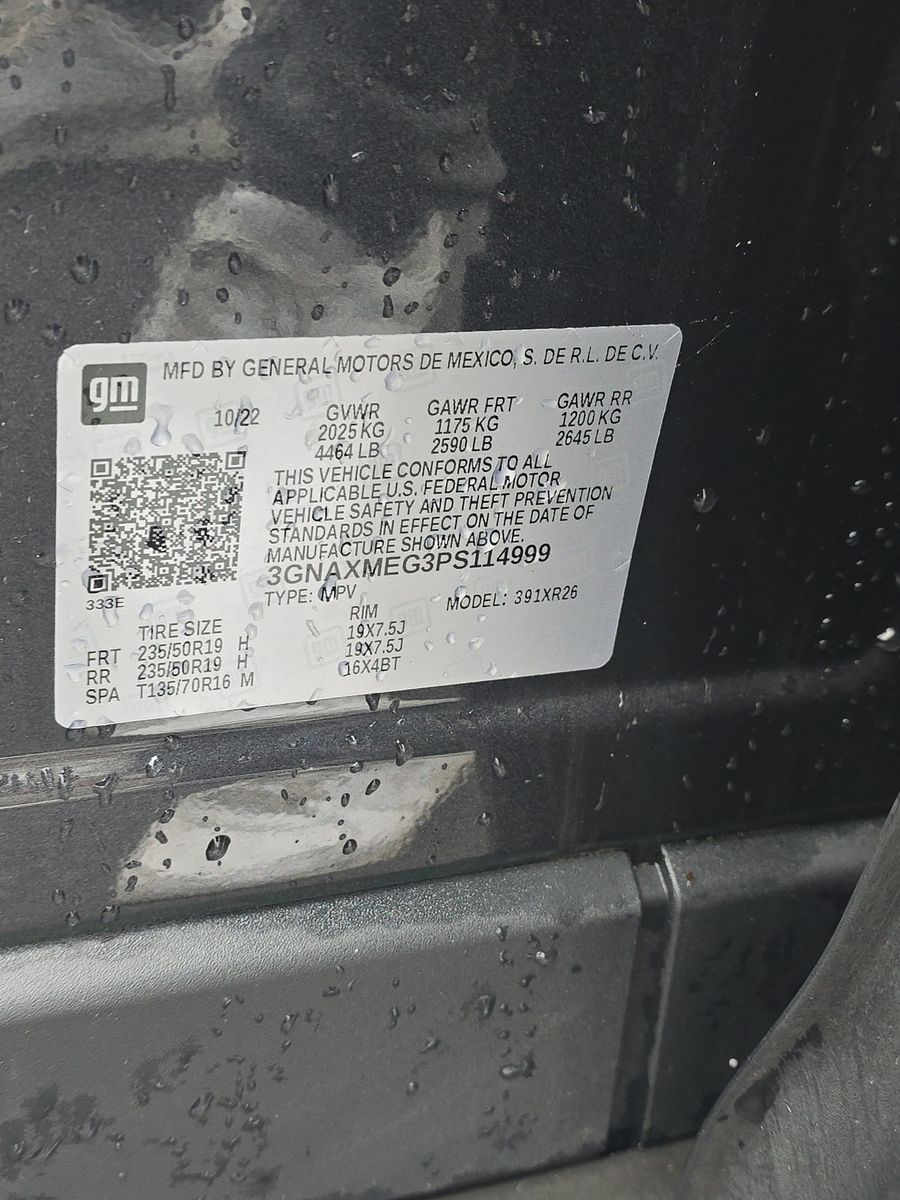 gm
MFD BY GENERAL MOTORS DE MEXICO, S. DE R.L. DE C.V.
10/22 GVWR GAWR FRT GAWR RR
2025 KG 1175 KG 1200 KG
4464 LB 2590 LB 2645 LB
THIS VEHICLE CONFORMS TO ALL
APPLICABLE U.S. FEDERAL MOTOR
VEHICLE SAFETY AND THEFT PREVENTION
STANDARDS IN EFFECT ON THE DATE OF
MANUFACTURE SHOWN ABOVE.
3GNAXMEG3PS114999
333E
TYPE: MPV MODEL: 391XR26
TIRE SIZE RIM
FRT 235/50R19 H 19X7.5J
RR 235/50R19 H 19X7.5J
SPA T135/70R16 M 16X4BT